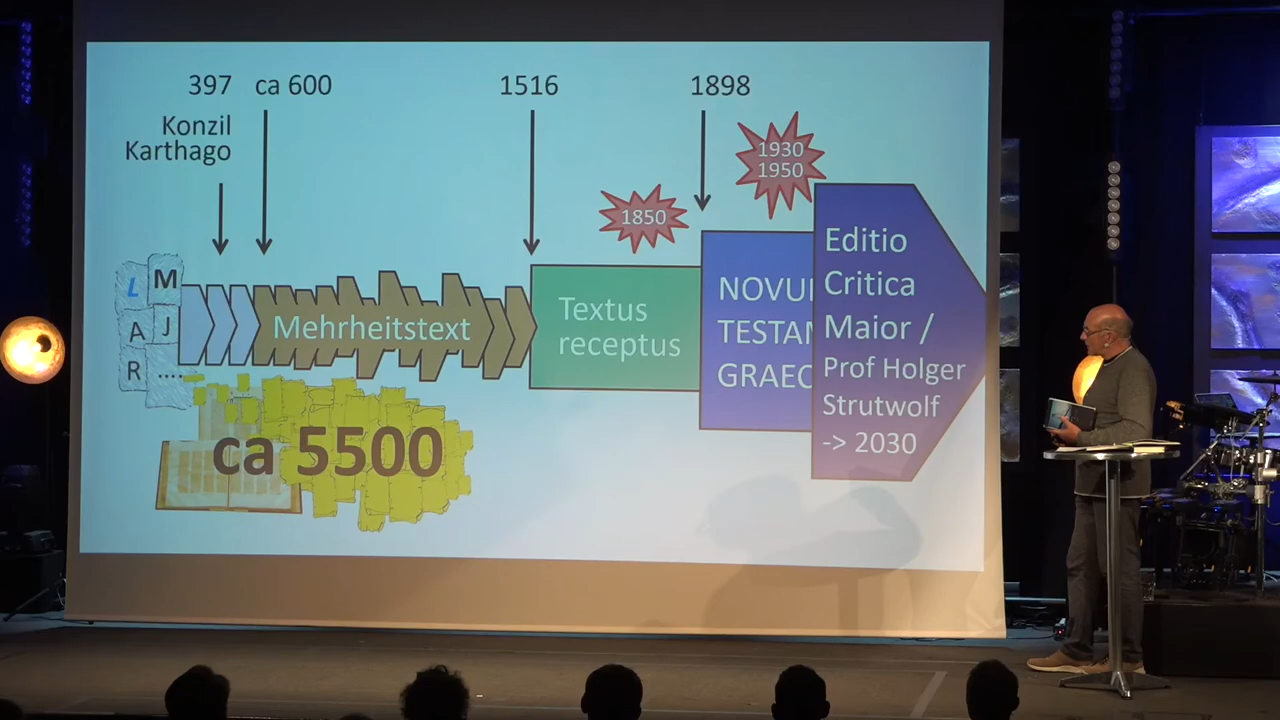 397
ca 600
1516
1898
Konzil
Karthago
1930
1950
1850
L
M
A
J
R
....
Mehrheitstext
Textus
receptus
NOVU
TESTA
GRAEC
Editio
Critica
Maior /
Prof Holger
Strutwolf
-> 2030
ca 5500